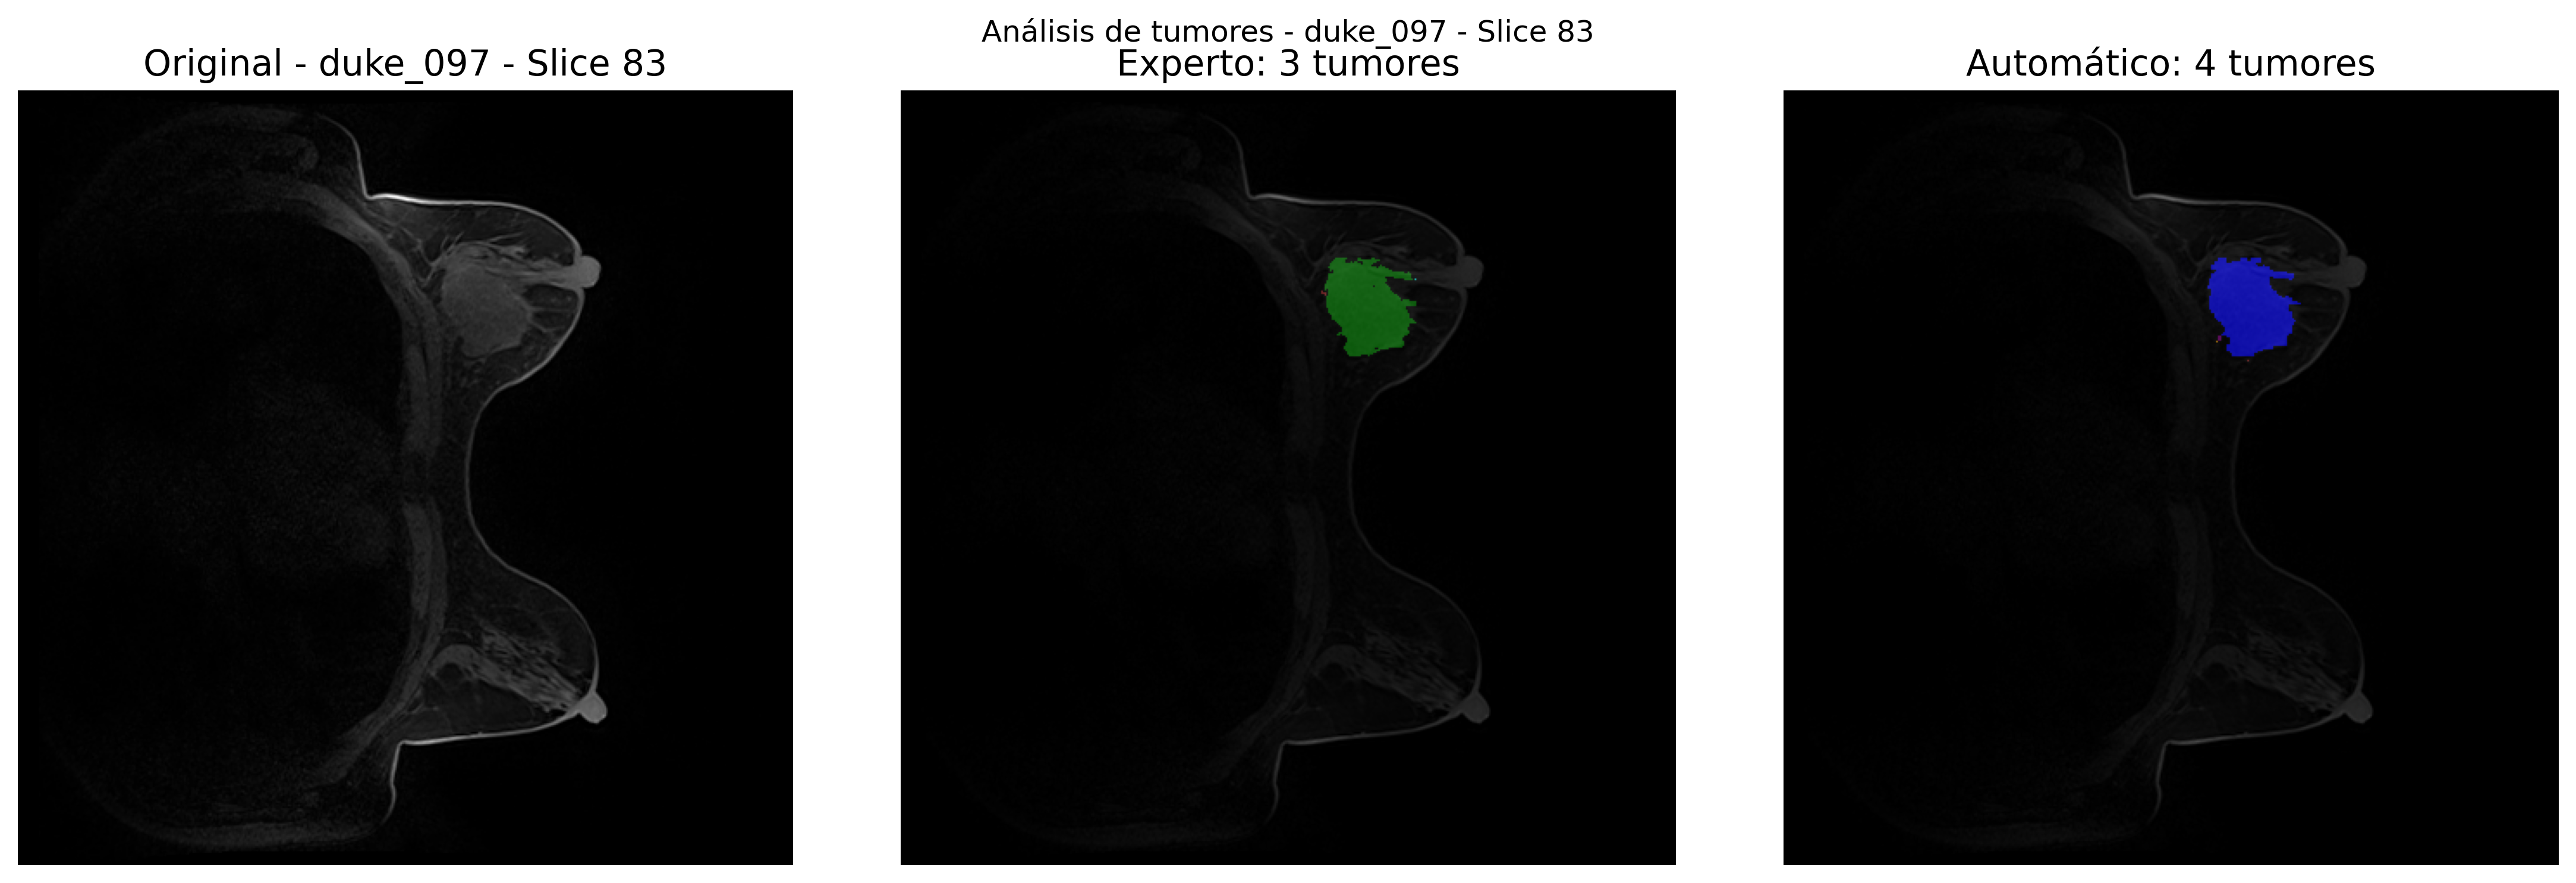 Análisis de tumores - duke_097 - Slice 83
Original - duke_097 - Slice 83
Experto: 3 tumores
Automático: 4 tumores